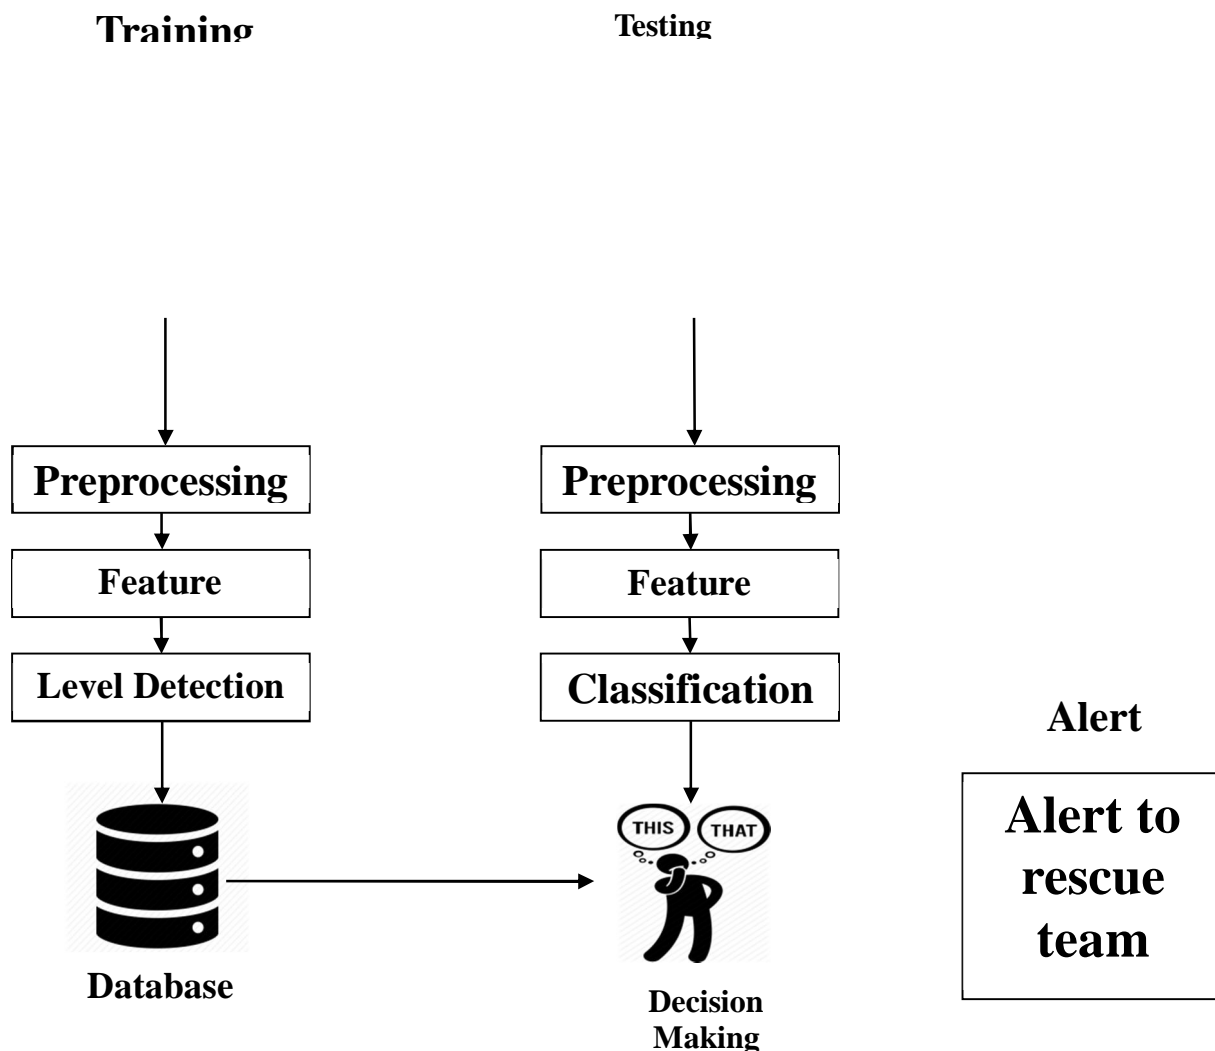 Training
Testing
Preprocessing
Feature
Level Detection
Database
Preprocessing
Feature
Classification
THIS
THAT
Decision
Making
Alert
Alert to
rescue
team